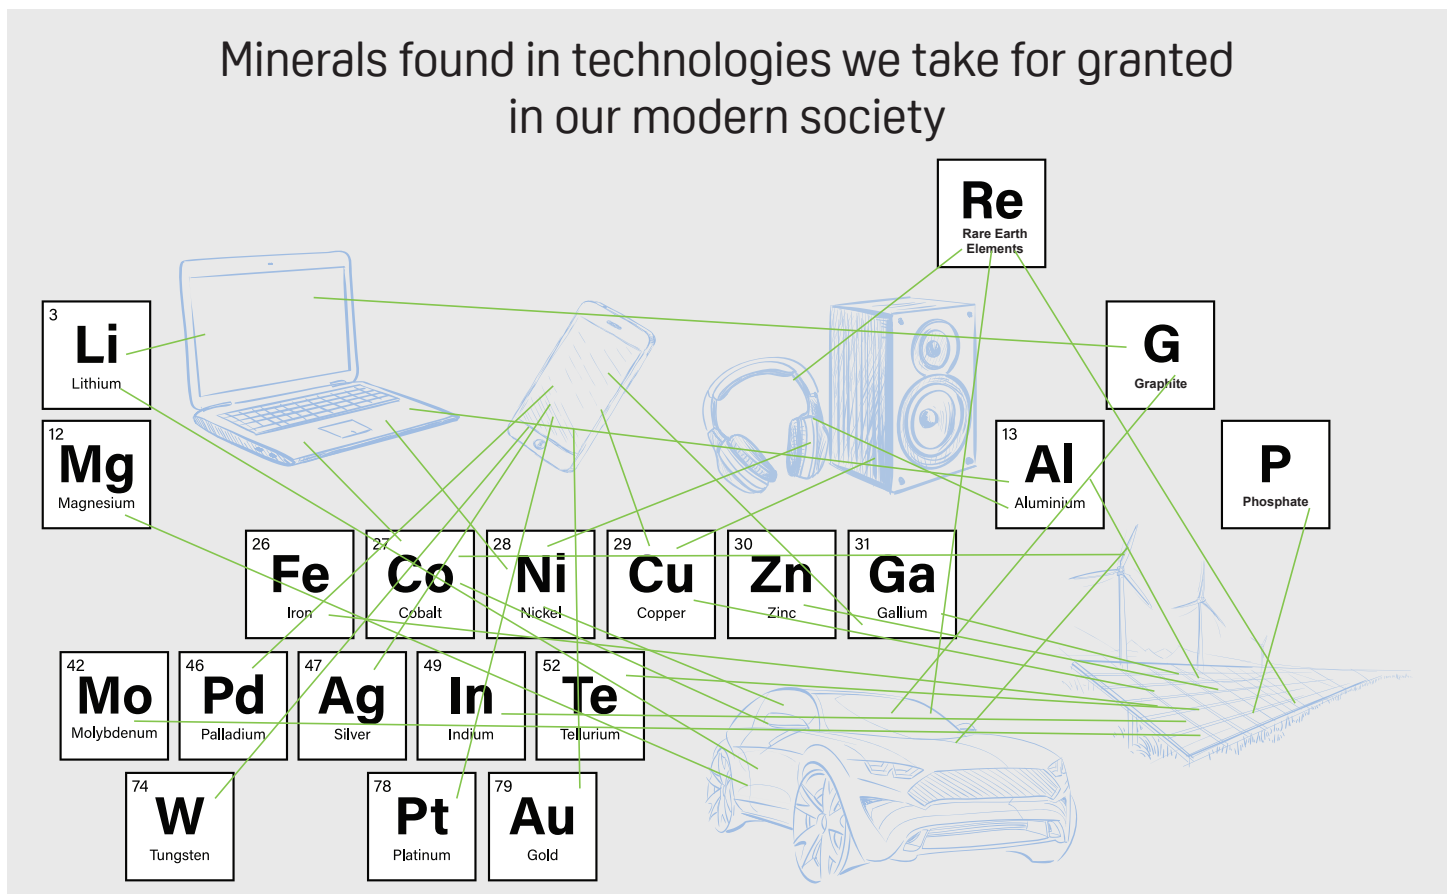 Minerals found in technologies we take for granted
in our modern society
Re
Rare Earth
Elements
3
Li
Lithium
G
Graphite
12
Mg
Magnesium
13
Al
Aluminium
P
Phosphate
26
Fe
Iron
27
Co
Cobalt
28
Ni
Nickel
29
Cu
Copper
30
Zn
Zinc
31
Ga
Gallium
42
Mo
Molybdenum
46
Pd
Palladium
47
Ag
Silver
49
In
Indium
52
Te
Tellurium
74
W
Tungsten
78
Pt
Platinum
79
Au
Gold